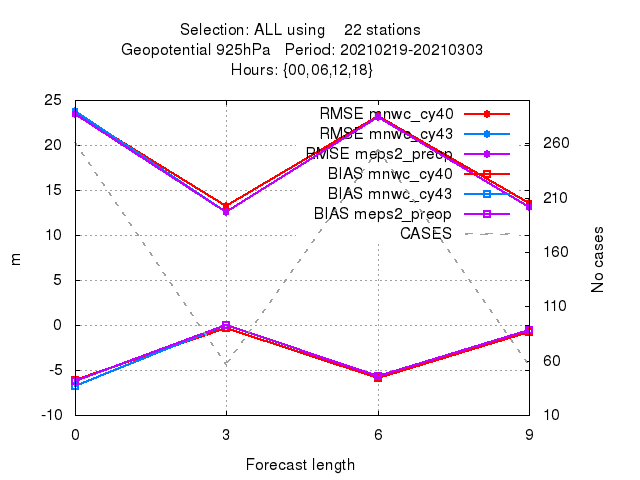 Selection: ALL using 22 stations
Geopotential 925hPa Period: 20210219-20210303
Hours: {00,06,12,18}
25
20
15
10
5
0
-5
-10
m
RMSE mnwc_cy40
RMSE mnwc_cy43
RMSE meps2_preop
BIAS mnwc_cy40
BIAS mnwc_cy43
BIAS meps2_preop
CASES
260
210
160
110
60
10
No cases
0 3 6 9
Forecast length